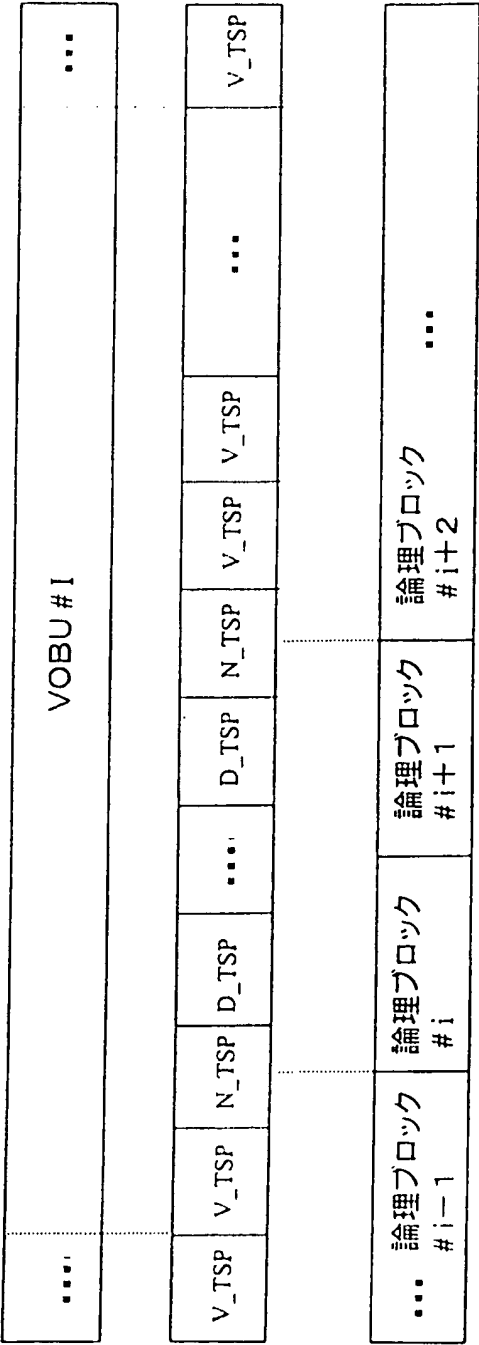 … VOBU#I …
V_TSP V_TSP N_TSP D_TSP … D_TSP N_TSP V_TSP V_TSP … V_TSP
… 論理ブロック 論理ブロック 論理ブロック 論理ブロック …
#i－1 #i #i＋1 #i＋2